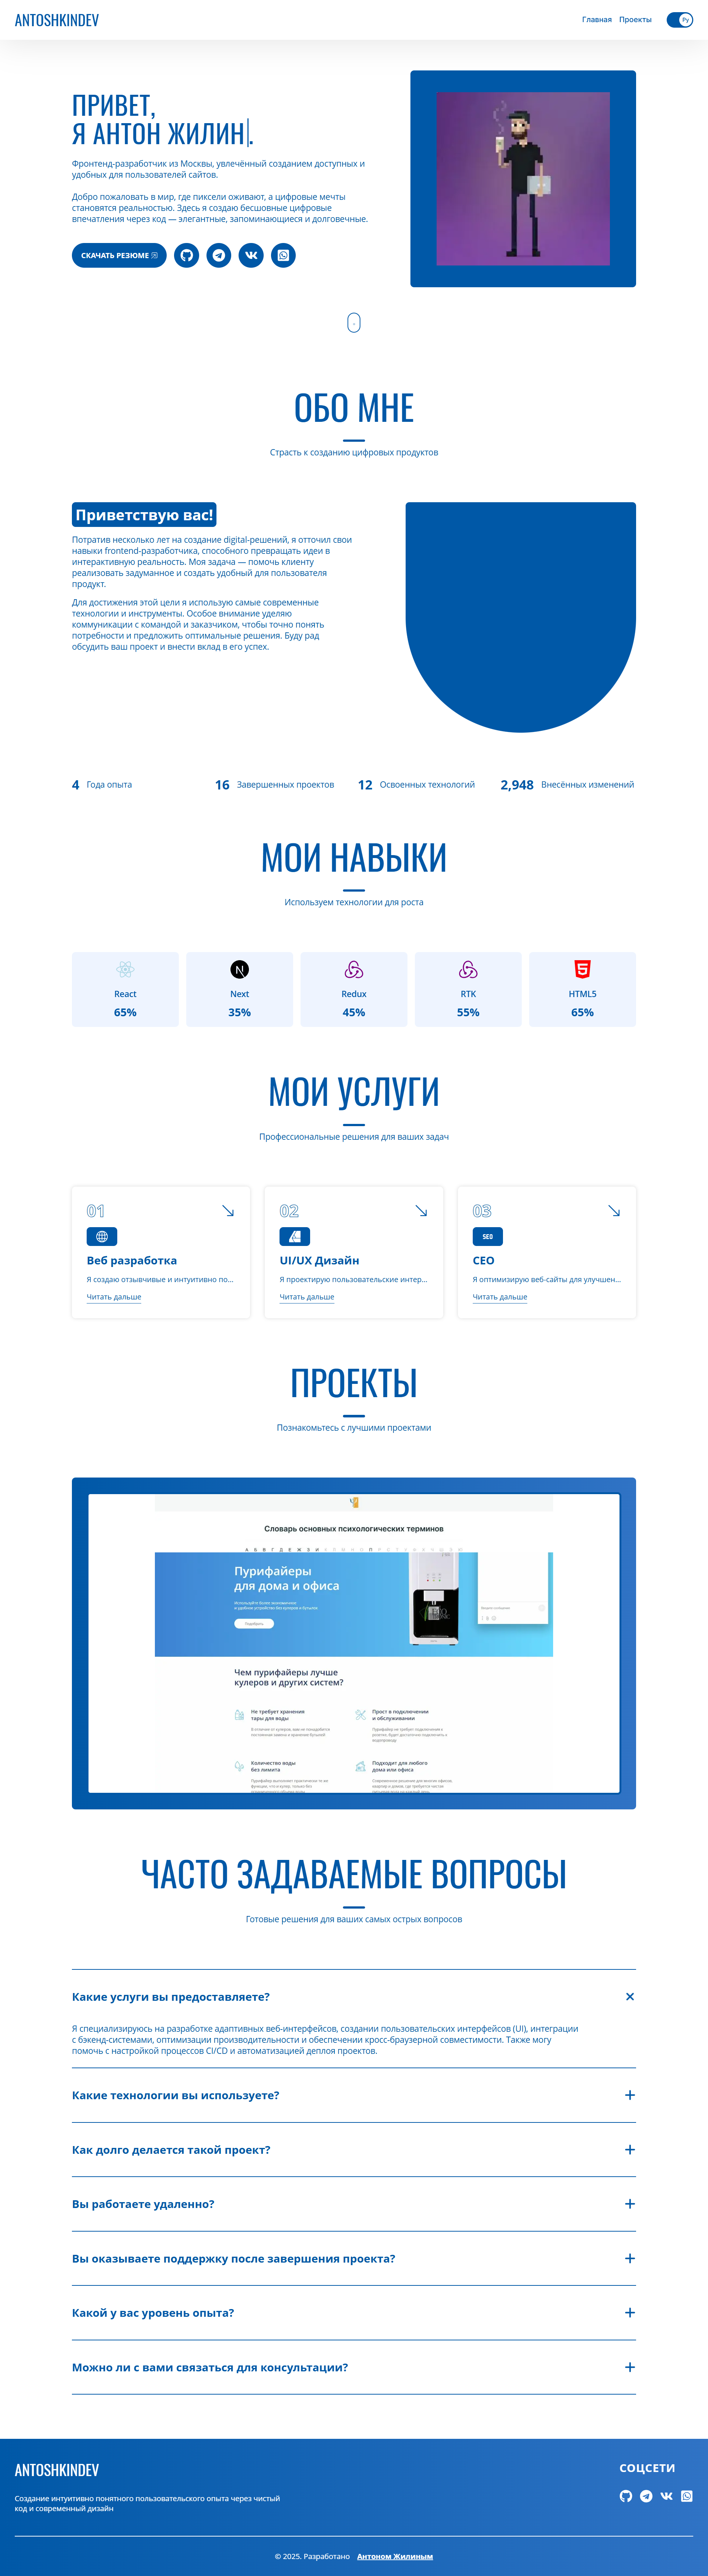 ANTOSHKINDEV
Главная Проекты Ру
ПРИВЕТ,
Я АНТОН ЖИЛИН.
Фронтенд-разработчик из Москвы, увлечённый созданием доступных и
удобных для пользователей сайтов.
Добро пожаловать в мир, где пиксели оживают, а цифровые мечты
становятся реальностью. Здесь я создаю бесшовные цифровые
впечатления через код — элегантные, запоминающиеся и долговечные.
СКАЧАТЬ РЕЗЮМЕ
ОБО МНЕ
Страсть к созданию цифровых продуктов
Приветствую вас!
Потратив несколько лет на создание digital-решений, я отточил свои
навыки frontend-разработчика, способного превращать идеи в
интерактивную реальность. Моя задача — помочь клиенту
реализовать задуманное и создать удобный для пользователя
продукт.
Для достижения этой цели я использую самые современные
технологии и инструменты. Особое внимание уделяю
коммуникации с командой и заказчиком, чтобы точно понять
потребности и предложить оптимальные решения. Буду рад
обсудить ваш проект и внести вклад в его успех.
4 Года опыта
16 Завершенных проектов
12 Освоенных технологий
2,948 Внесённых изменений
МОИ НАВЫКИ
Используем технологии для роста
React
65%
Next
35%
Redux
45%
RTK
55%
HTML5
65%
МОИ УСЛУГИ
Профессиональные решения для ваших задач
01
Веб разработка
Я создаю отзывчивые и интуитивно по...
Читать дальше
02
UI/UX Дизайн
Я проектирую пользовательские интер...
Читать дальше
03
SEO
СЕО
Я оптимизирую веб-сайты для улучшен...
Читать дальше
ПРОЕКТЫ
Познакомьтесь с лучшими проектами
Словарь основных психологических терминов
Пурифайеры
для дома и офиса
Чем пурифайеры лучше
кулеров и других систем?
Не требует хранения
тары для воды
Прост в подключении
и обслуживании
Количество воды
без лимита
Подходит для любого
дома или офиса
ЧАСТО ЗАДАВАЕМЫЕ ВОПРОСЫ
Готовые решения для ваших самых острых вопросов
Какие услуги вы предоставляете?
Я специализируюсь на разработке адаптивных веб-интерфейсов, создании пользовательских интерфейсов (UI), интеграции
с бэкенд-системами, оптимизации производительности и обеспечении кросс-браузерной совместимости. Также могу
помочь с настройкой процессов CI/CD и автоматизацией деплоя проектов.
Какие технологии вы используете?
Как долго делается такой проект?
Вы работаете удаленно?
Вы оказываете поддержку после завершения проекта?
Какой у вас уровень опыта?
Можно ли с вами связаться для консультации?
ANTOSHKINDEV
Создание интуитивно понятного пользовательского опыта через чистый
код и современный дизайн
СОЦСЕТИ
© 2025. Разработано Антоном Жилиным